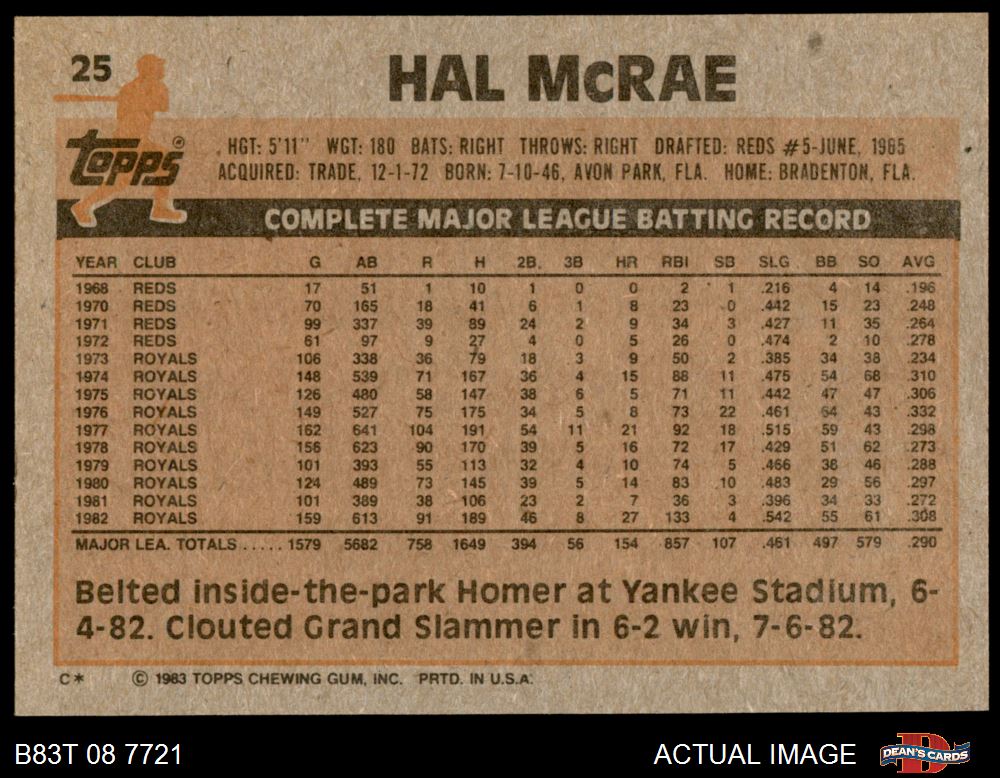 25
HAL McRAE
Topps®
HGT: 5'11" WGT: 180 BATS: RIGHT THROWS: RIGHT DRAFTED: REDS #5-JUNE, 1965
ACQUIRED: TRADE, 12-1-72 BORN: 7-10-46, AVON PARK, FLA. HOME: BRADENTON, FLA.
COMPLETE MAJOR LEAGUE BATTING RECORD
YEAR CLUB G AB R H 2B. 3B HR RBI SB SLG BB SO AVG
1968 REDS 17 51 1 10 1 0 0 2 1 .216 4 14 .196
1970 REDS 70 165 18 41 6 1 8 23 0 .442 15 23 .248
1971 REDS 99 337 39 89 24 2 9 34 3 .427 11 35 .264
1972 REDS 61 97 9 27 4 0 5 26 0 .474 2 10 .278
1973 ROYALS 106 338 36 79 18 3 9 50 2 .385 34 38 .234
1974 ROYALS 148 539 71 167 36 4 15 88 11 .475 54 68 .310
1975 ROYALS 126 480 58 147 38 6 5 71 11 .442 47 47 .306
1976 ROYALS 149 527 75 175 34 5 8 73 22 .461 64 43 .332
1977 ROYALS 162 641 104 191 54 11 21 92 18 .515 59 43 .298
1978 ROYALS 156 623 90 170 39 5 16 72 17 .429 51 62 .273
1979 ROYALS 101 393 55 113 32 4 10 74 5 .466 38 46 .288
1980 ROYALS 124 489 73 145 39 5 14 83 10 .483 29 56 .297
1981 ROYALS 101 389 38 106 23 2 7 36 3 .396 34 33 .272
1982 ROYALS 159 613 91 189 46 8 27 133 4 .542 55 61 .308
MAJOR LEA. TOTALS ..... 1579 5682 758 1649 394 56 154 857 107 .461 497 579 .290
Belted inside-the-park Homer at Yankee Stadium, 6-
4-82. Clouted Grand Slammer in 6-2 win, 7-6-82.
C* © 1983 TOPPS CHEWING GUM, INC. PRTD. IN U.S.A.
B83T 08 7721 ACTUAL IMAGE DEAN'S CARDS